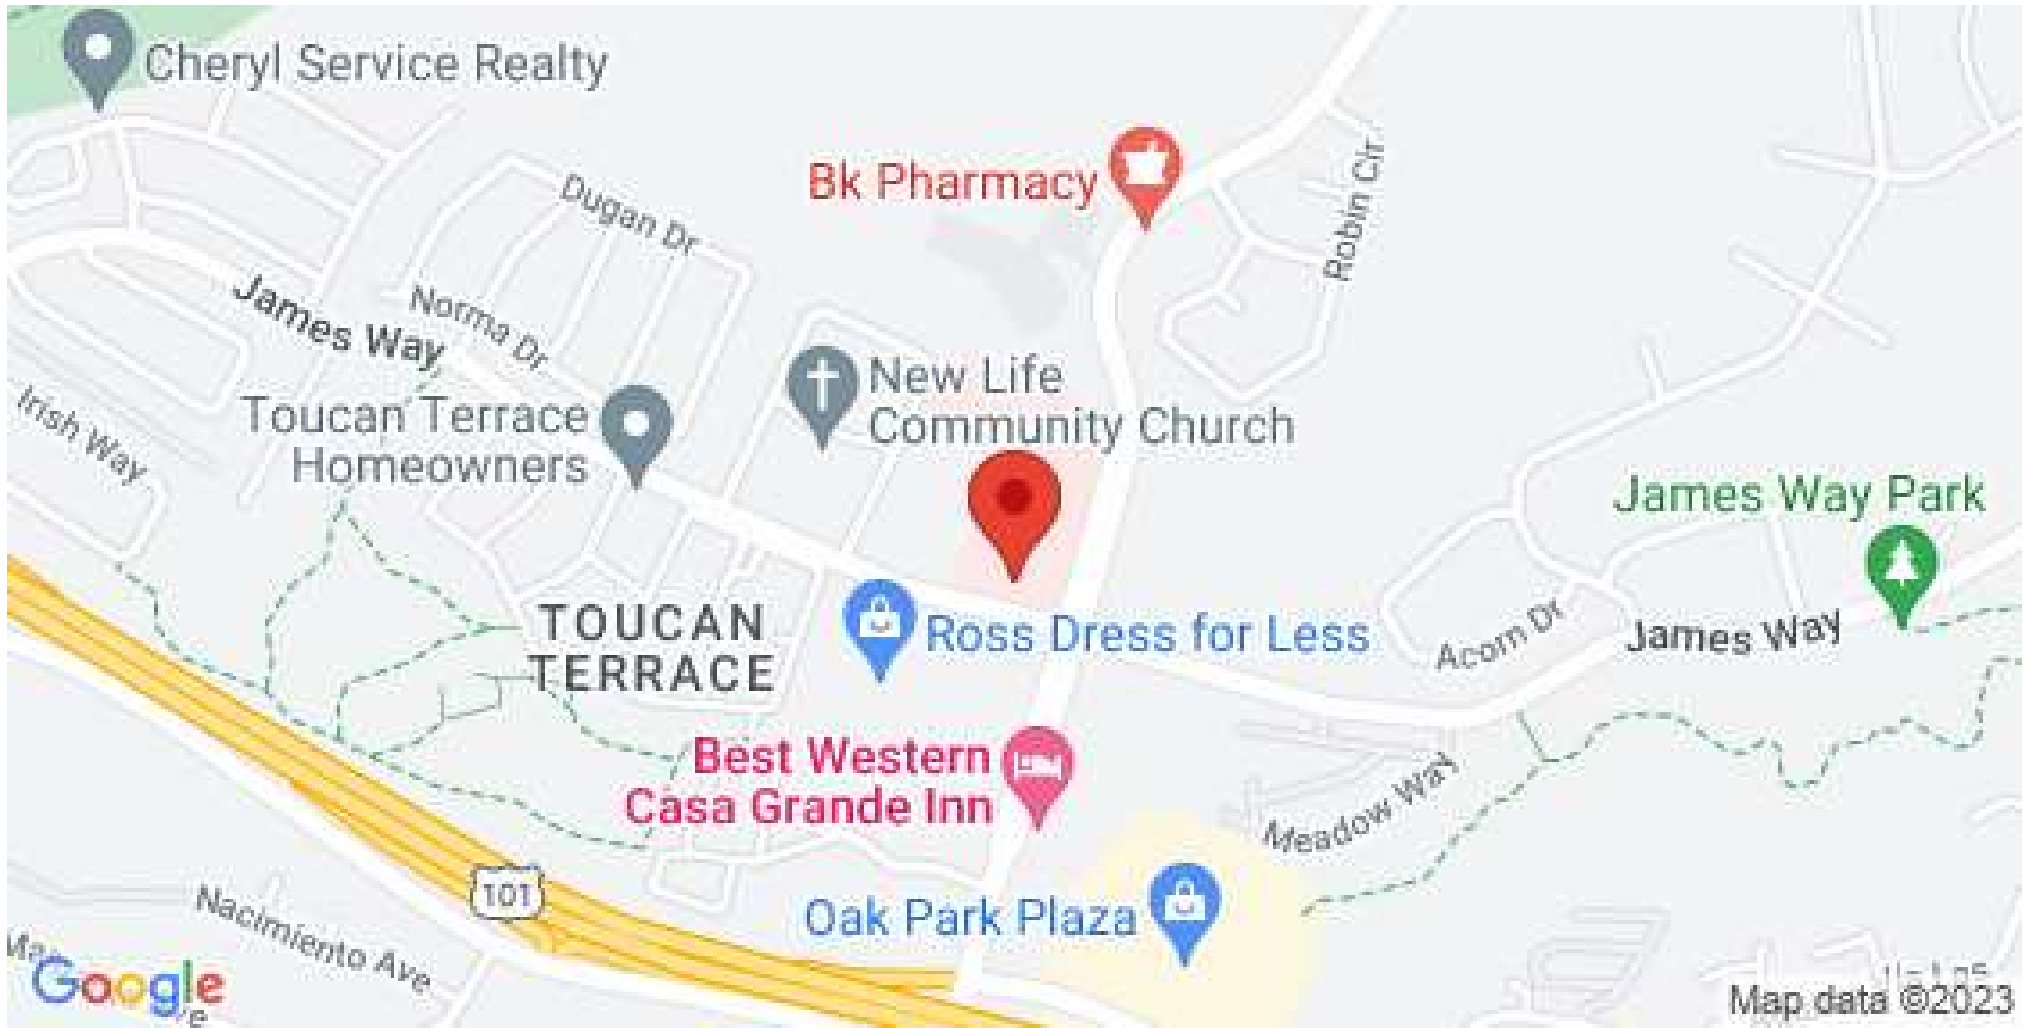 Cheryl Service Realty
Bk Pharmacy
Dugan Dr
Robin Cir
James Way
Norma Dr
New Life
Community Church
Toucan Terrace
Homeowners
Irish Way
James Way Park
TOUCAN
TERRACE
Ross Dress for Less
Acorn Dr
James Way
Best Western
Casa Grande Inn
Meadow Way
101
Oak Park Plaza
Nacimiento Ave
Google
Map data ©2023